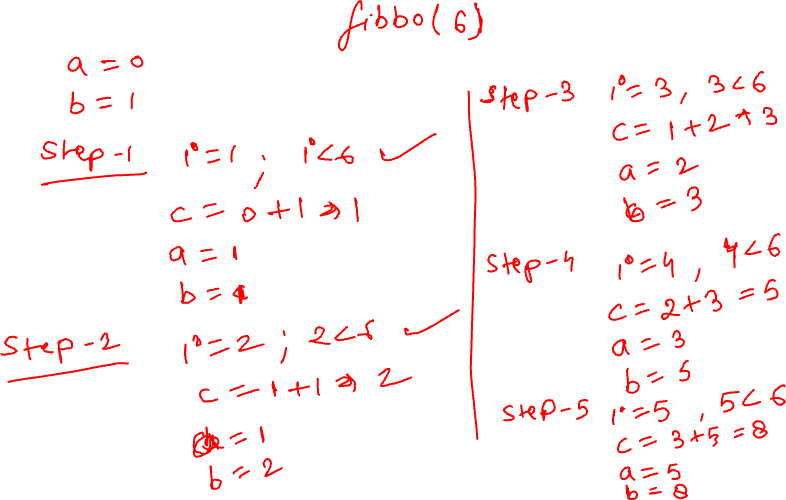 fibbo(6)
a = 0
b = 1
Step-1 i=1 ; i<6 ✓
c = 0+1 ⇒ 1
a = 1
b = 1
Step-2 i=2 ; 2<6 ✓
c = 1+1 ⇒ 2
a = 1
b = 2
Step-3 i=3, 3<6
c = 1+2 → 3
a = 2
b = 3
Step-4 i=4, 4<6
c = 2+3 = 5
a = 3
b = 5
Step-5 i=5, 5<6
c = 3+5 = 8
a = 5
b = 8